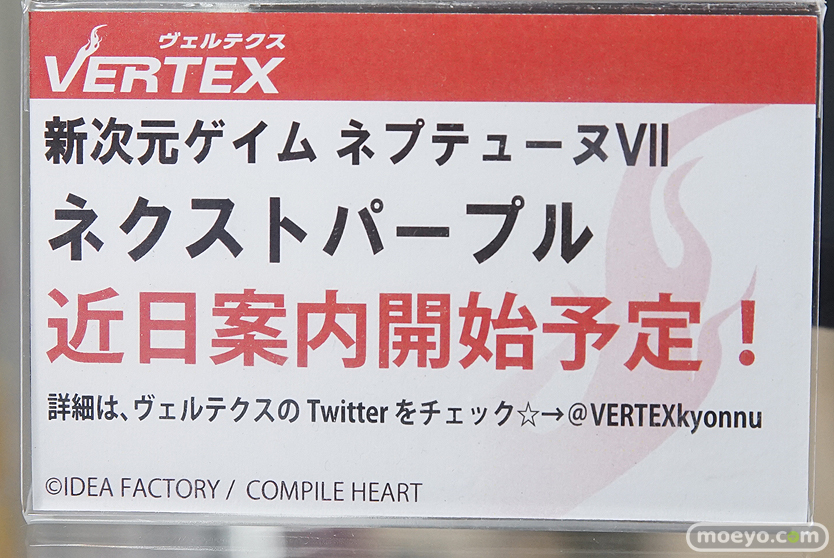 ヴェルテクス
VERTEX
新次元ゲイム ネプテューヌVII
ネクストパープル
近日案内開始予定！
詳細は、ヴェルテクスの Twitter をチェック☆→@VERTEXkyonnu
©IDEA FACTORY / COMPILE HEART
moeyo.com